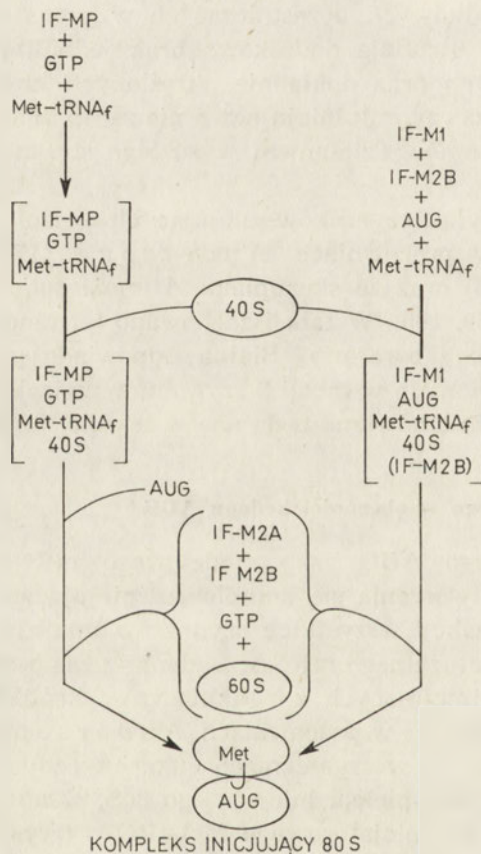 IF-MP
+
GTP
+
Met-tRNAf
IF-MP
GTP
Met-tRNAf
IF-M1
+
IF-M2B
+
AUG
+
Met-tRNAf
40S
IF-MP
GTP
Met-tRNAf
40S
IF-M1
AUG
Met-tRNAf
40S
(IF-M2B)
AUG
IF-M2A
+
IF M2B
+
GTP
+
60S
Met
AUG
KOMPLEKS INICJUJĄCY 80S